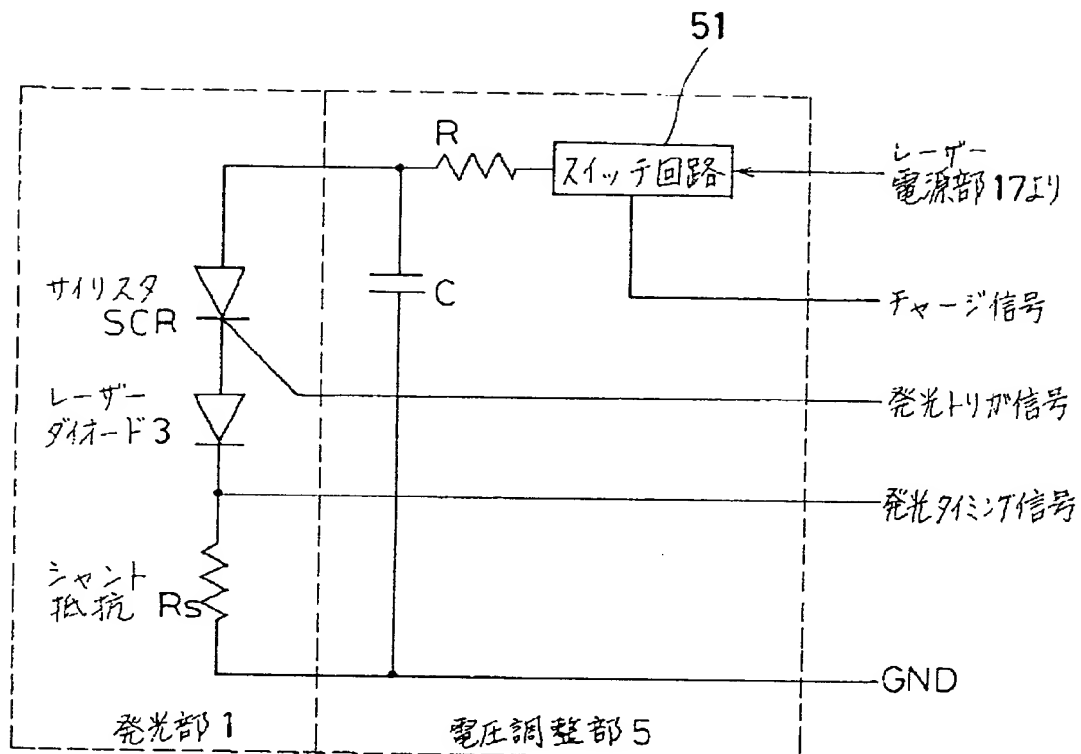 51
R
スイッチ回路
レーザー
電源部17より
サイリスタ
SCR
C
チャージ信号
レーザー
ダイオード3
発光トリガ信号
発光タイミング信号
シャント
抵抗 Rs
GND
発光部1
電圧調整部5